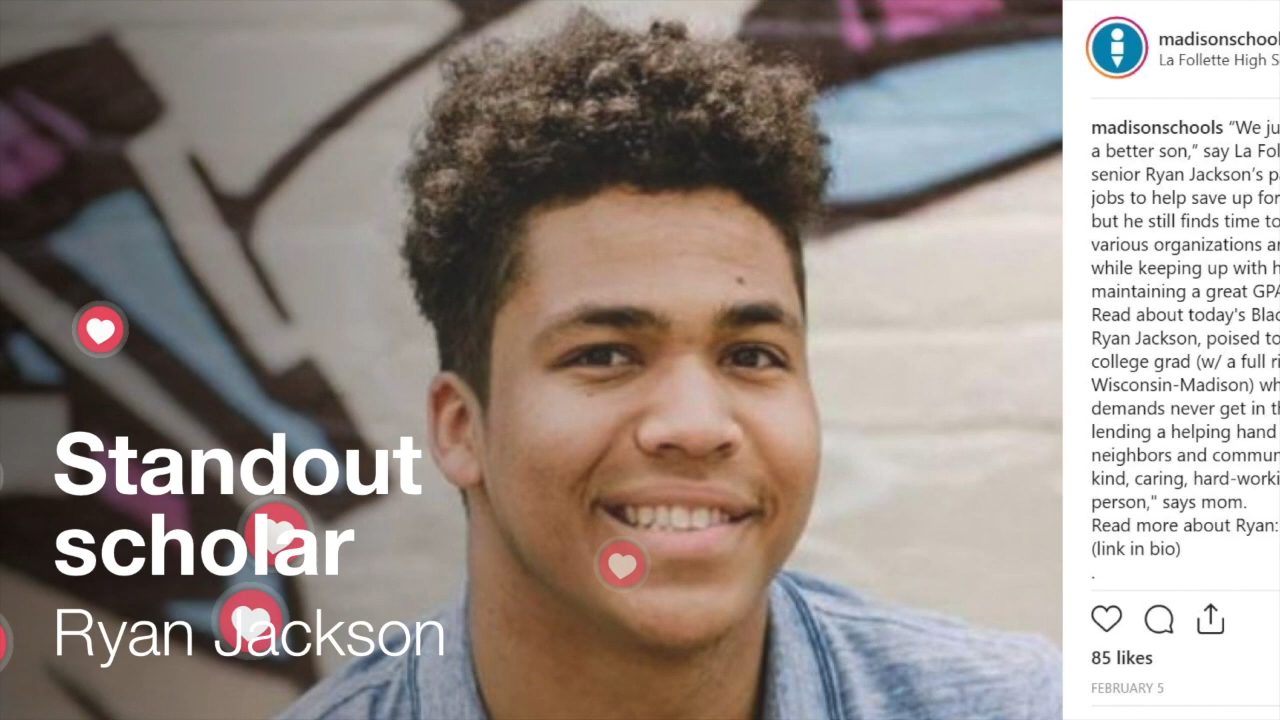 Standout
scholar
Ryan Jackson
madisonschool
La Follette High S
madisonschools "We ju
a better son," say La Fol
senior Ryan Jackson's pa
jobs to help save up for
but he still finds time to
various organizations an
while keeping up with h
maintaining a great GPA
Read about today's Blac
Ryan Jackson, poised to
college grad (w/ a full ri
Wisconsin-Madison) wh
demands never get in th
lending a helping hand
neighbors and commun
kind, caring, hard-worki
person," says mom.
Read more about Ryan:
(link in bio)
.
85 likes
FEBRUARY 5